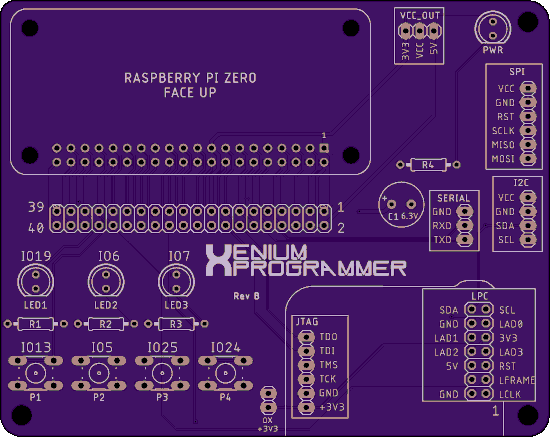 VCC_OUT
3V3 VCC 5V
PWR
RASPBERRY PI ZERO
FACE UP
1
SPI
VCC
GND
RST
SCLK
MISO
MOSI
R4
39 1
40 2
+
C1 6.3V
SERIAL
GND
RXD
TXD
I2C
VCC
GND
SDA
SCL
XENIUM
PROGRAMMER
Rev B
IO19 IO6 IO7
LED1 LED2 LED3
R1 R2 R3
IO13 IO5 IO25 IO24
P1 P2 P3 P4
JTAG
TDO
TDI
TMS
TCK
GND
+3V3
OX
+3V3
LPC
SDA SCL
GND LAD0
LAD1 3V3
LAD2 LAD3
5V RST
LFRAME
GND LCLK
1